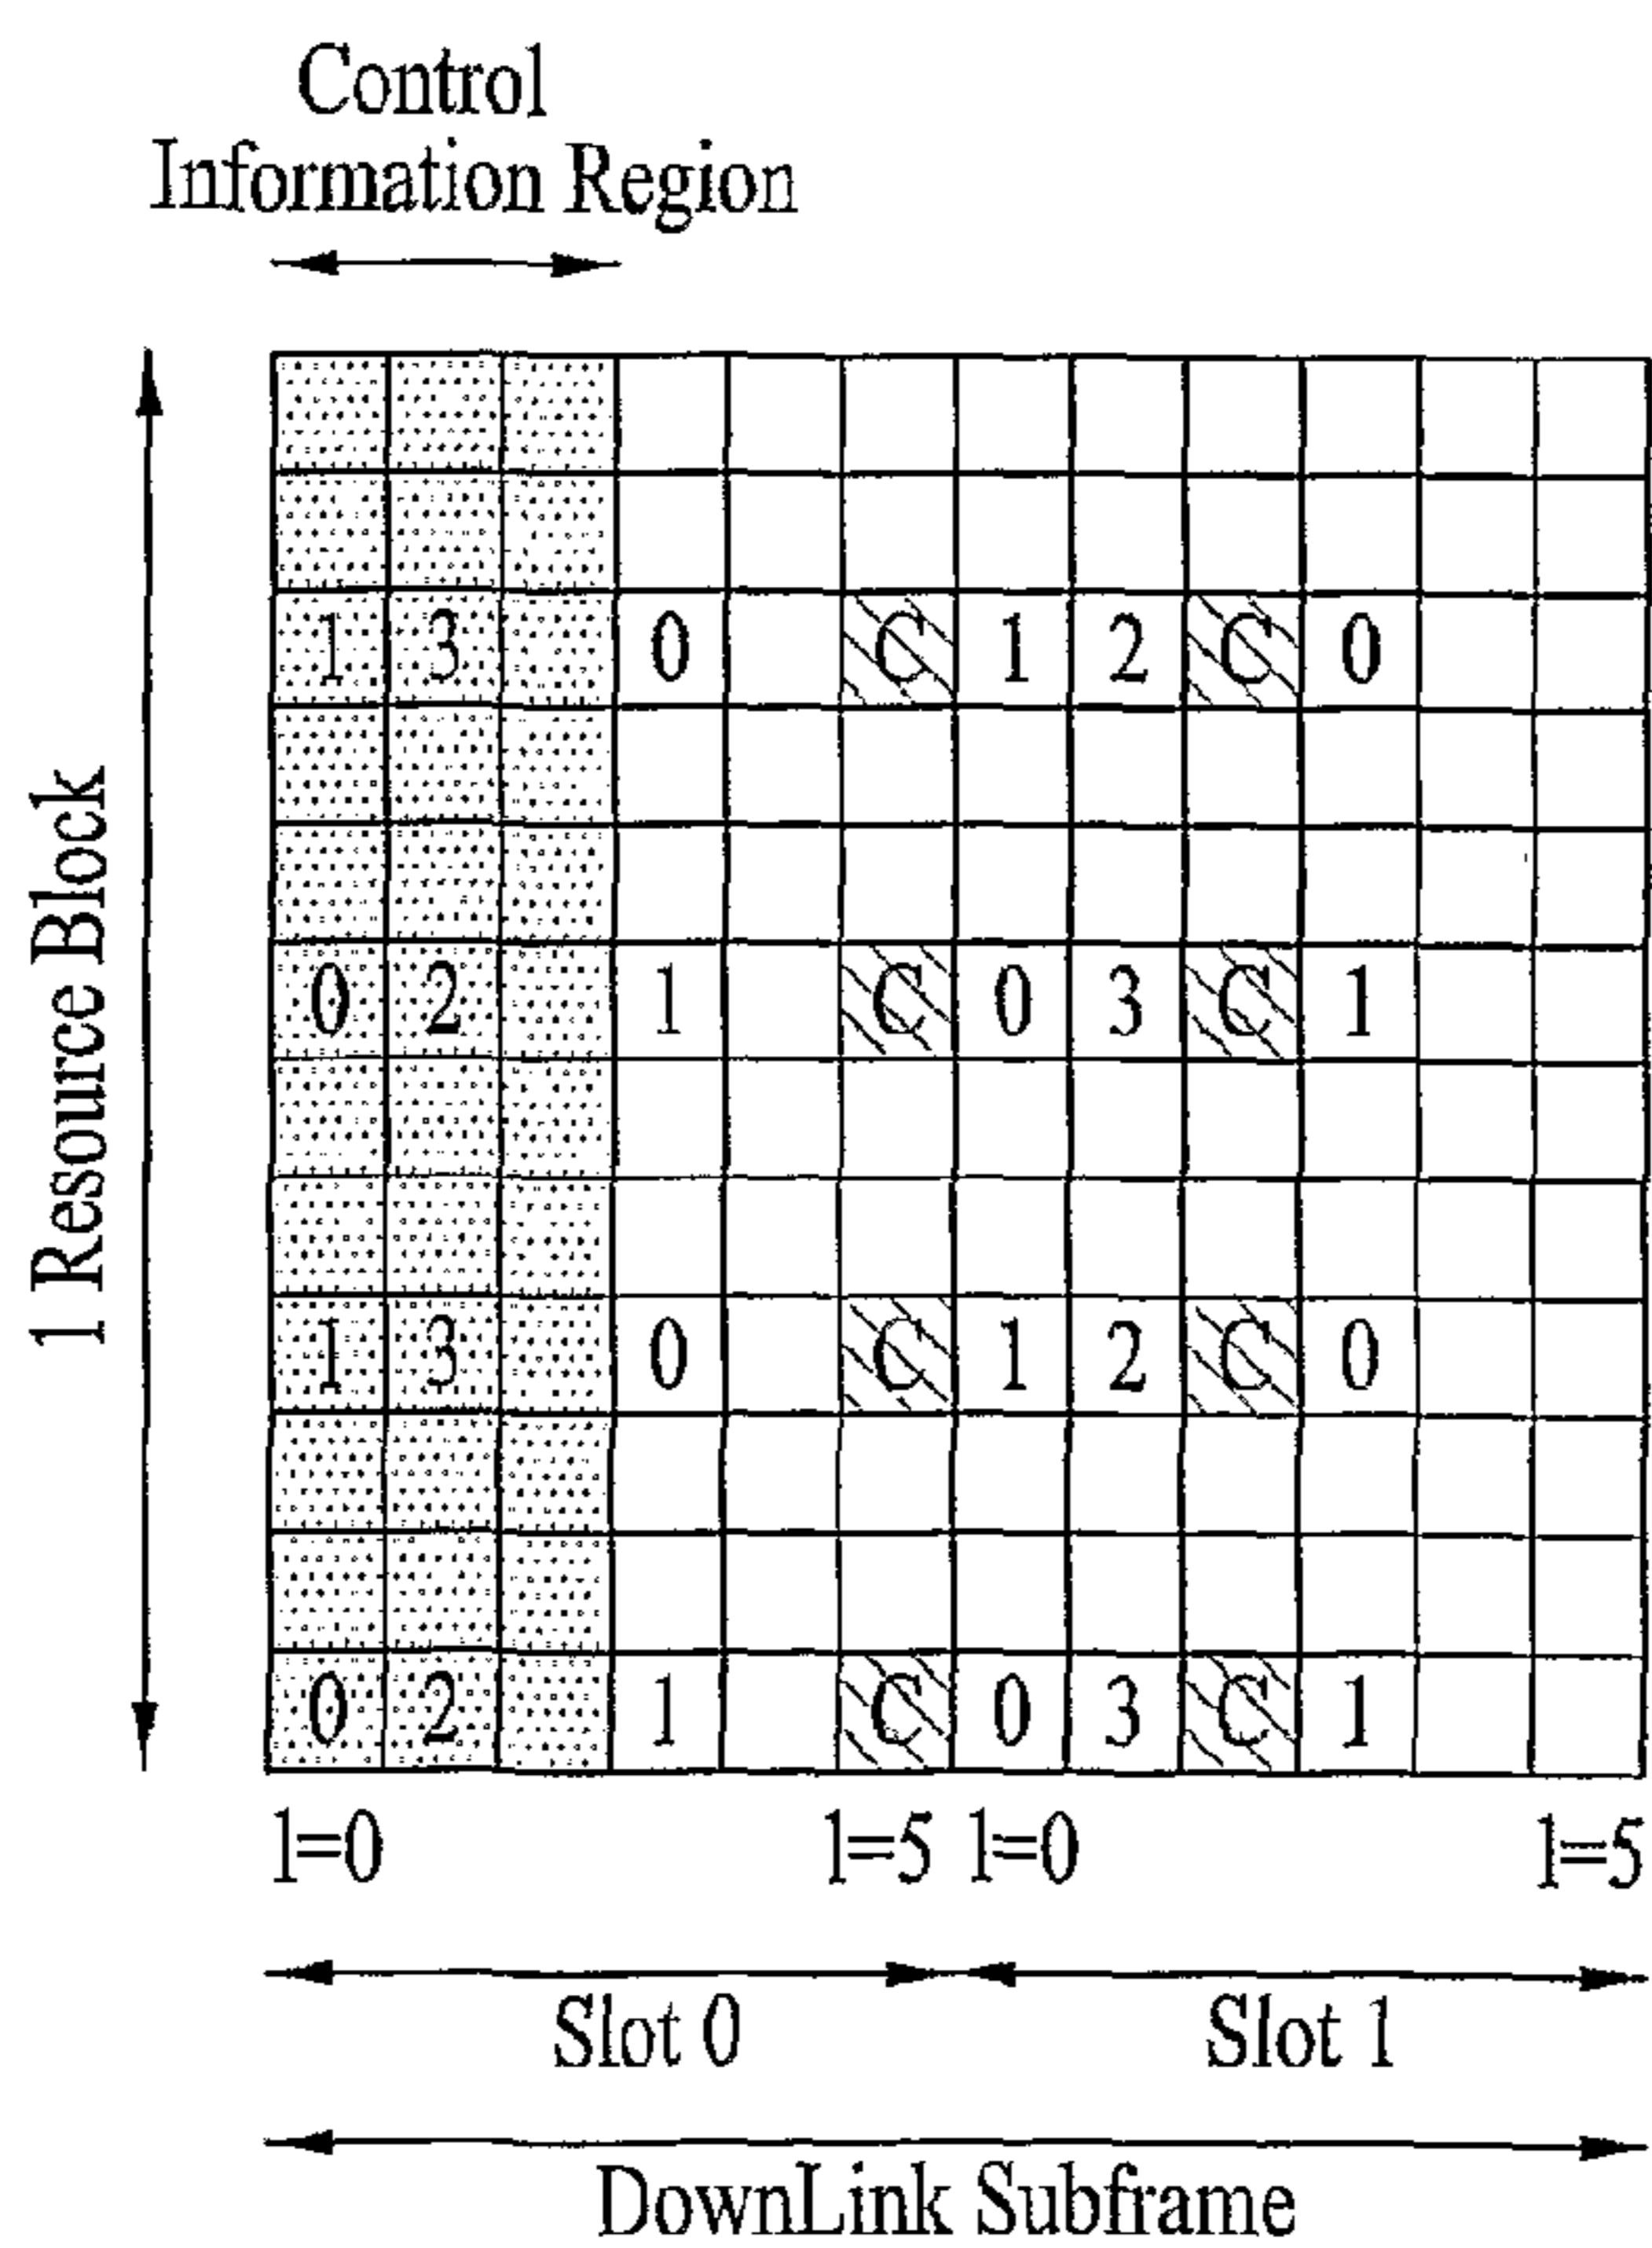 Control
Information Region
1 Resource Block
1 3 0 C 1 2 C 0
0 2 1 C 0 3 C 1
1 3 0 C 1 2 C 0
0 2 1 C 0 3 C 1
l=0 l=5 l=0 l=5
Slot 0 Slot 1
DownLink Subframe